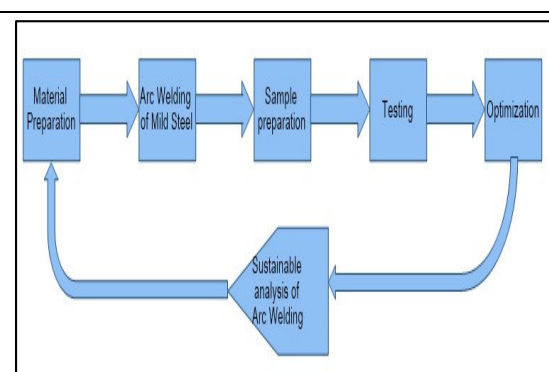 Material
Preparation
Arc Welding
of Mild Steel
Sample
preparation
Testing
Optimization
Sustainable
analysis of
Arc Welding